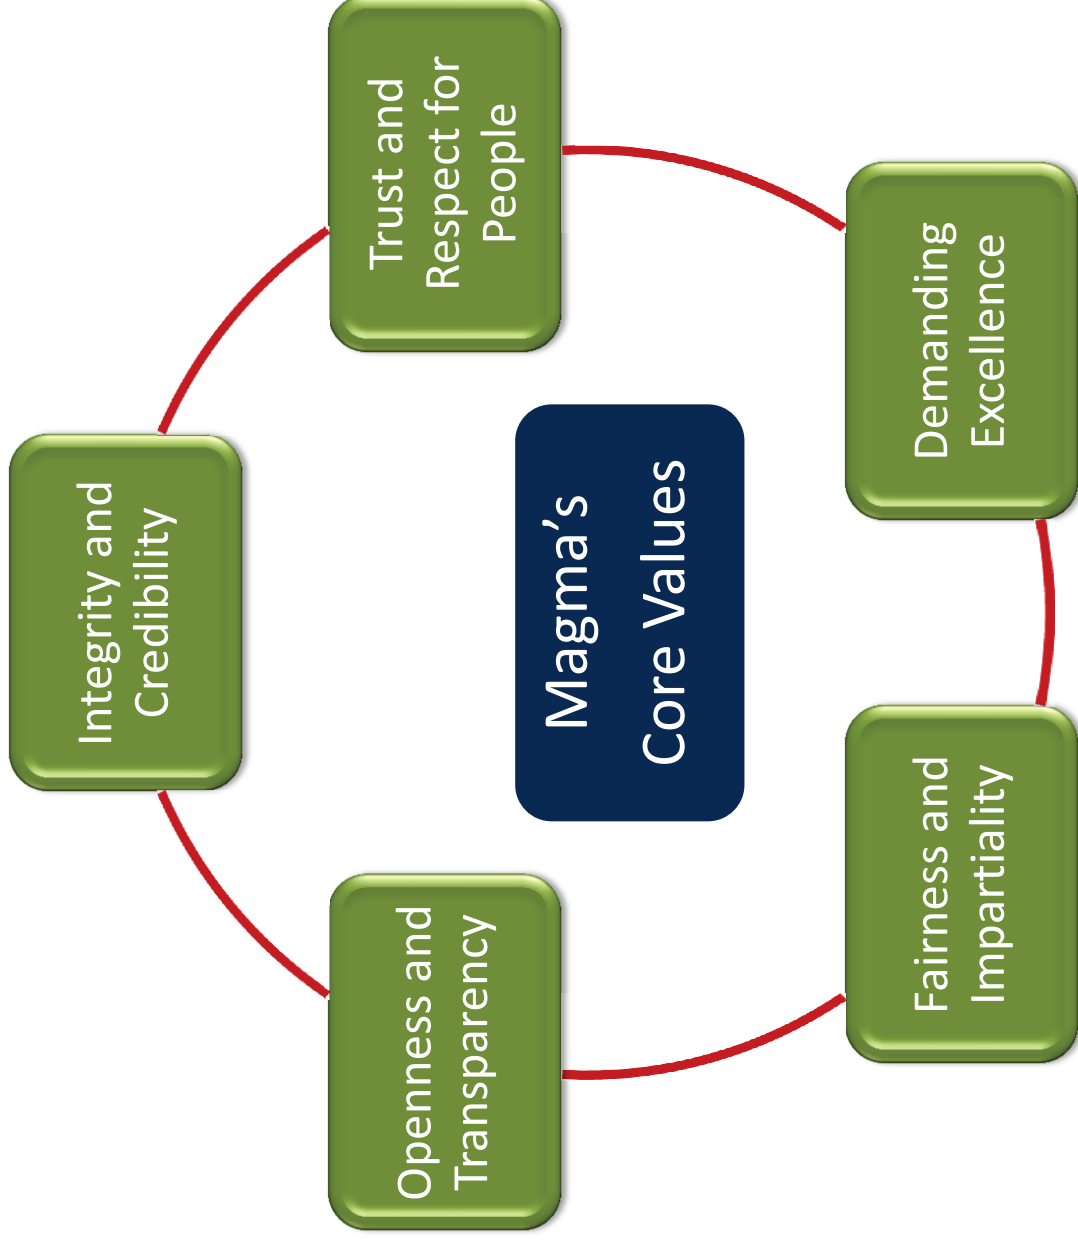 Integrity and
Credibility
Openness and
Transparency
Trust and
Respect for
People
Magma’s
Core Values
Fairness and
Impartiality
Demanding
Excellence